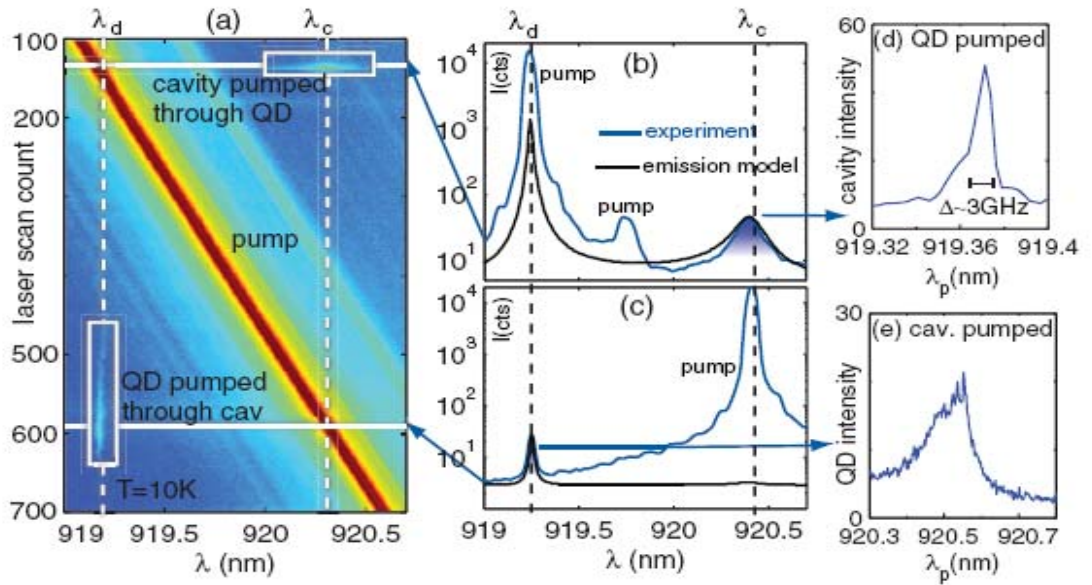 λd
(a)
λc
100
200
500
600
700
laser scan count
cavity pumped
through QD
pump
QD pumped
through cav
T=10K
919
919.5
920
920.5
λ (nm)
λd
λc
(b)
I(cts)
10⁴
10³
10²
10¹
pump
experiment
emission model
pump
(c)
I(cts)
10⁴
10³
10²
10¹
pump
919
919.5
920
920.5
λ (nm)
60
(d) QD pumped
cavity intensity
Δ~3GHz
0
919.32
919.36
919.4
λp(nm)
30
(e) cav. pumped
QD intensity
0
920.3
920.5
920.7
λp(nm)